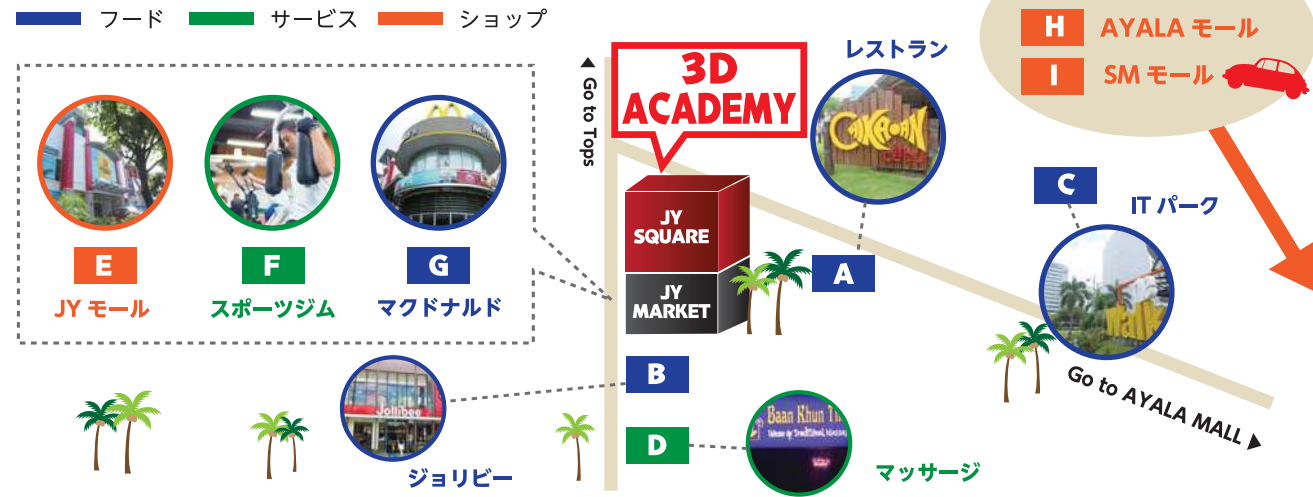 フード
サービス
ショップ
H AYALA モール
I SM モール
Go to Tops
3D
ACADEMY
レストラン
CAFE
C
IT パーク
Walk
JY
SQUARE
JY
MARKET
A
E
JY モール
F
スポーツジム
G
マクドナルド
B
Jollibee
ジョリビー
D
Baan Khun
マッサージ
Go to AYALA MALL